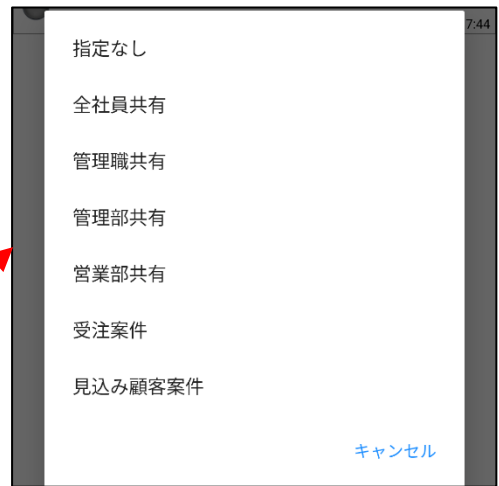 7:44
指定なし
全社員共有
管理職共有
管理部共有
営業部共有
受注案件
見込み顧客案件
キャンセル